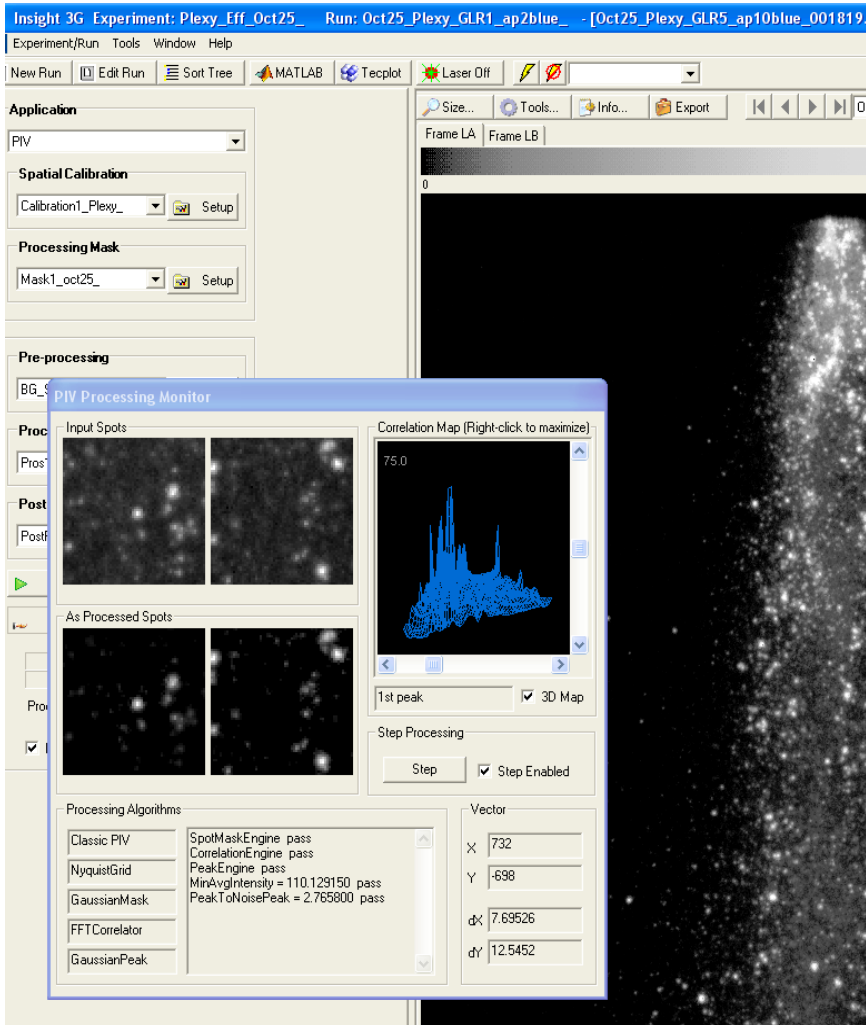 Insight 3G Experiment: Plexy_Eff_Oct25_ Run: Oct25_Plexy_GLR1_ap2blue_ - [Oct25_Plexy_GLR5_ap10blue_001819.
Experiment/Run Tools Window Help
New Run Edit Run Sort Tree MATLAB Tecplot Laser Off
Size... Tools... Info... Export
Application
PIV
Frame LA Frame LB
0
Spatial Calibration
Calibration1_Plexy_ Setup
Processing Mask
Mask1_oct25_ Setup
Pre-processing
BG_S
Proc
Pros
Post
Pro
PIV Processing Monitor
Input Spots
Correlation Map (Right-click to maximize)
75.0
As Processed Spots
1st peak 3D Map
Step Processing
Step Step Enabled
Processing Algorithms
Classic PIV
NyquistGrid
GaussianMask
FFTCorrelator
GaussianPeak
SpotMaskEngine pass
CorrelationEngine pass
PeakEngine pass
MinAvgIntensity = 110.129150 pass
PeakToNoisePeak = 2.765800 pass
Vector
X 732
Y -698
dX 7.69526
dY 12.5452